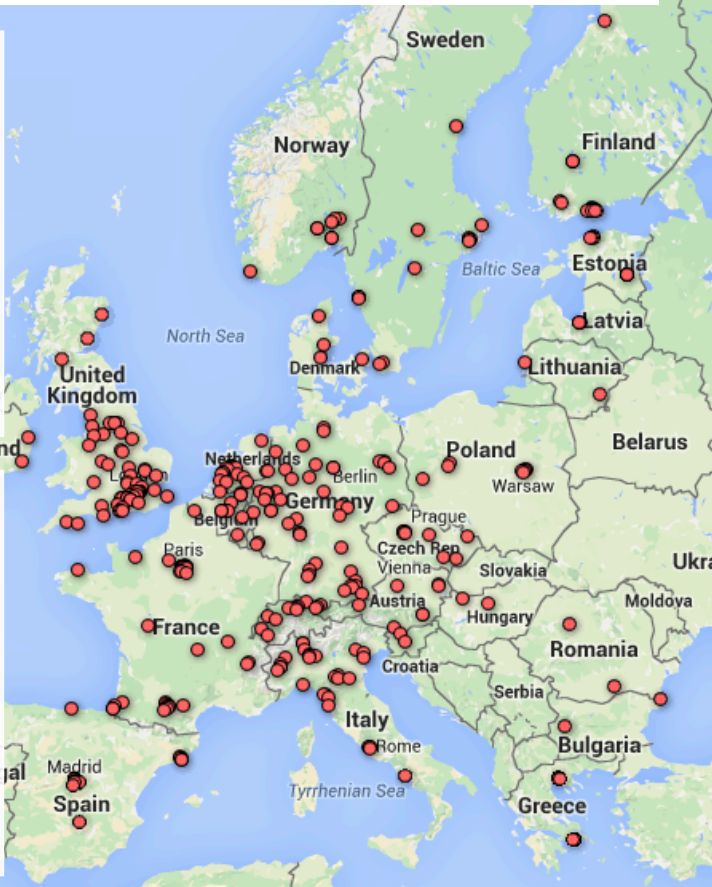 Sweden
Norway
Finland
Baltic Sea
Estonia
Latvia
North Sea
Denmark
Lithuania
United
Kingdom
Belarus
nd
Netherlands
Poland
Berlin
Warsaw
Germany
Belgium
Prague
Paris
Czech Rep
Vienna
Slovakia
Ukra
Austria
Moldova
Hungary
France
Romania
Croatia
Serbia
Italy
Rome
Bulgaria
gal
Madrid
Spain
Tyrrhenian Sea
Greece